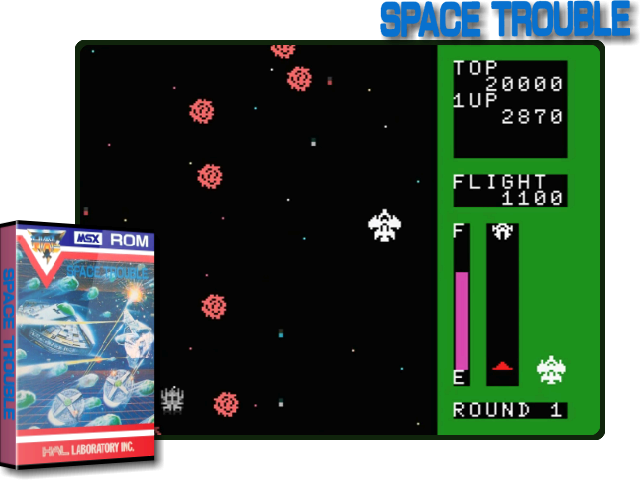 SPACE TROUBLE
TOP
20000
1UP
2870
FLIGHT
1100
F
E
ROUND 1
MSX ROM
SPACE TROUBLE
SPACE TROUBLE
HAL LABORATORY INC.